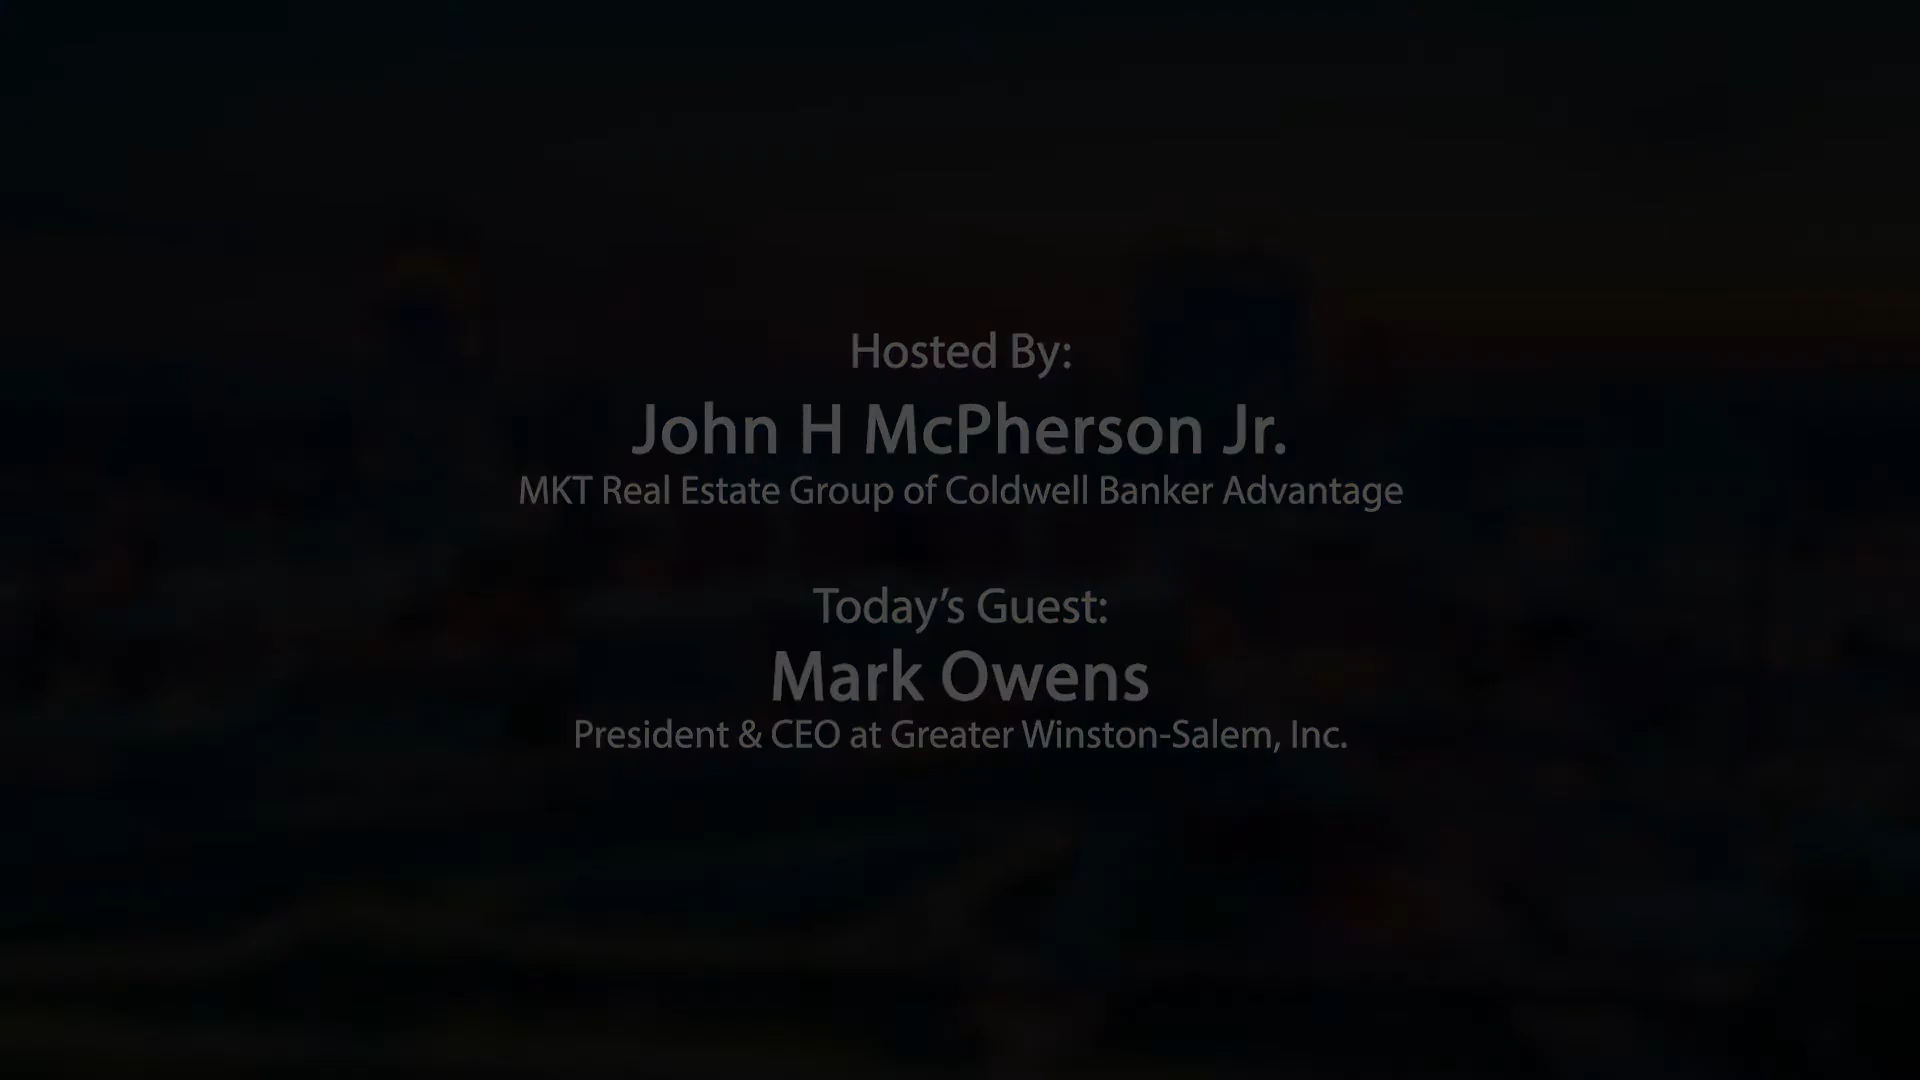 Hosted By:
John H McPherson Jr.
MKT Real Estate Group of Coldwell Banker Advantage
Today’s Guest:
Mark Owens
President & CEO at Greater Winston-Salem, Inc.